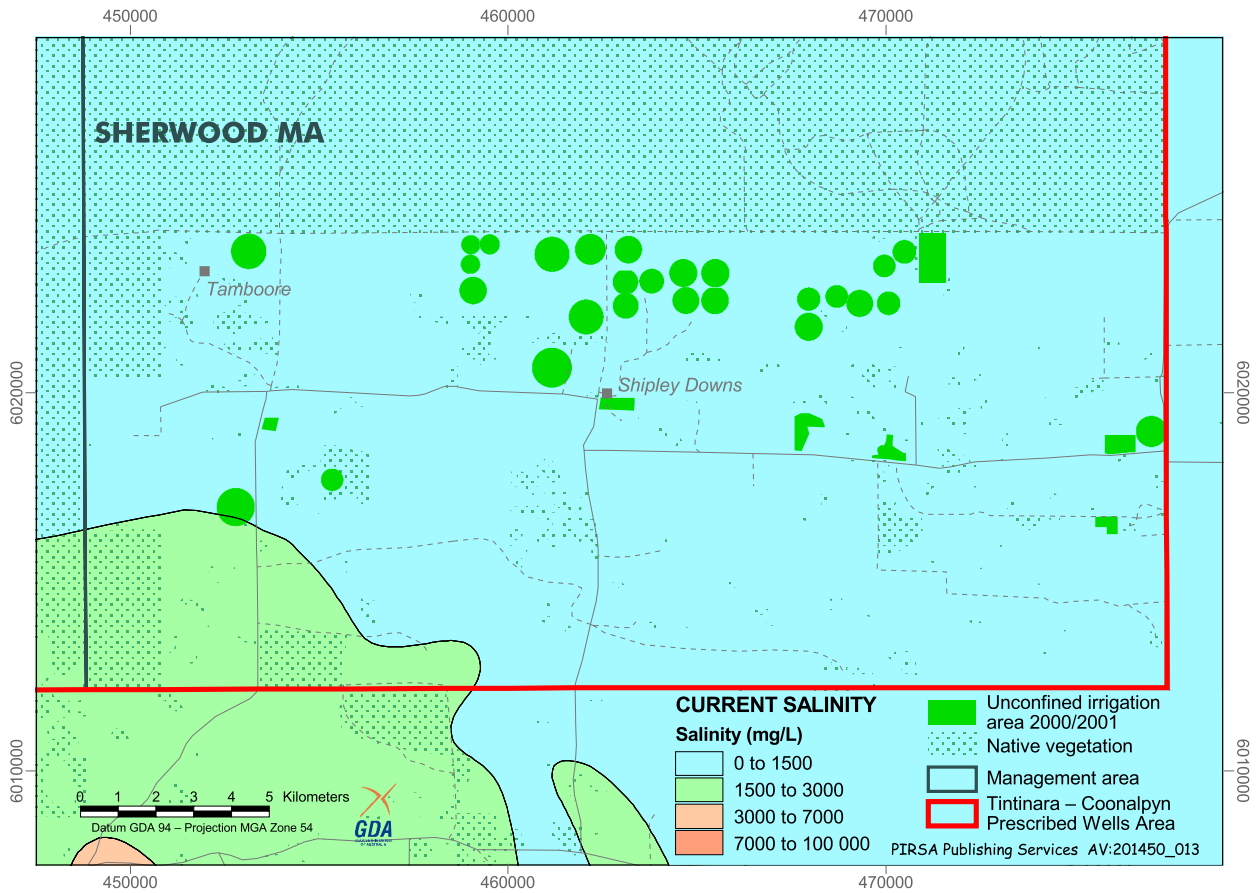 450000 460000 470000
SHERWOOD MA
Tamboore
6020000 6020000
Shipley Downs
CURRENT SALINITY
Salinity (mg/L)
0 to 1500
1500 to 3000
3000 to 7000
7000 to 100 000
Unconfined irrigation
area 2000/2001
Native vegetation
Management area
Tintinara – Coonalpyn
Prescribed Wells Area
6010000 6010000
0 1 2 3 4 5 Kilometers
Datum GDA 94 – Projection MGA Zone 54
GDA
PIRSA Publishing Services AV:201450_013
450000 460000 470000